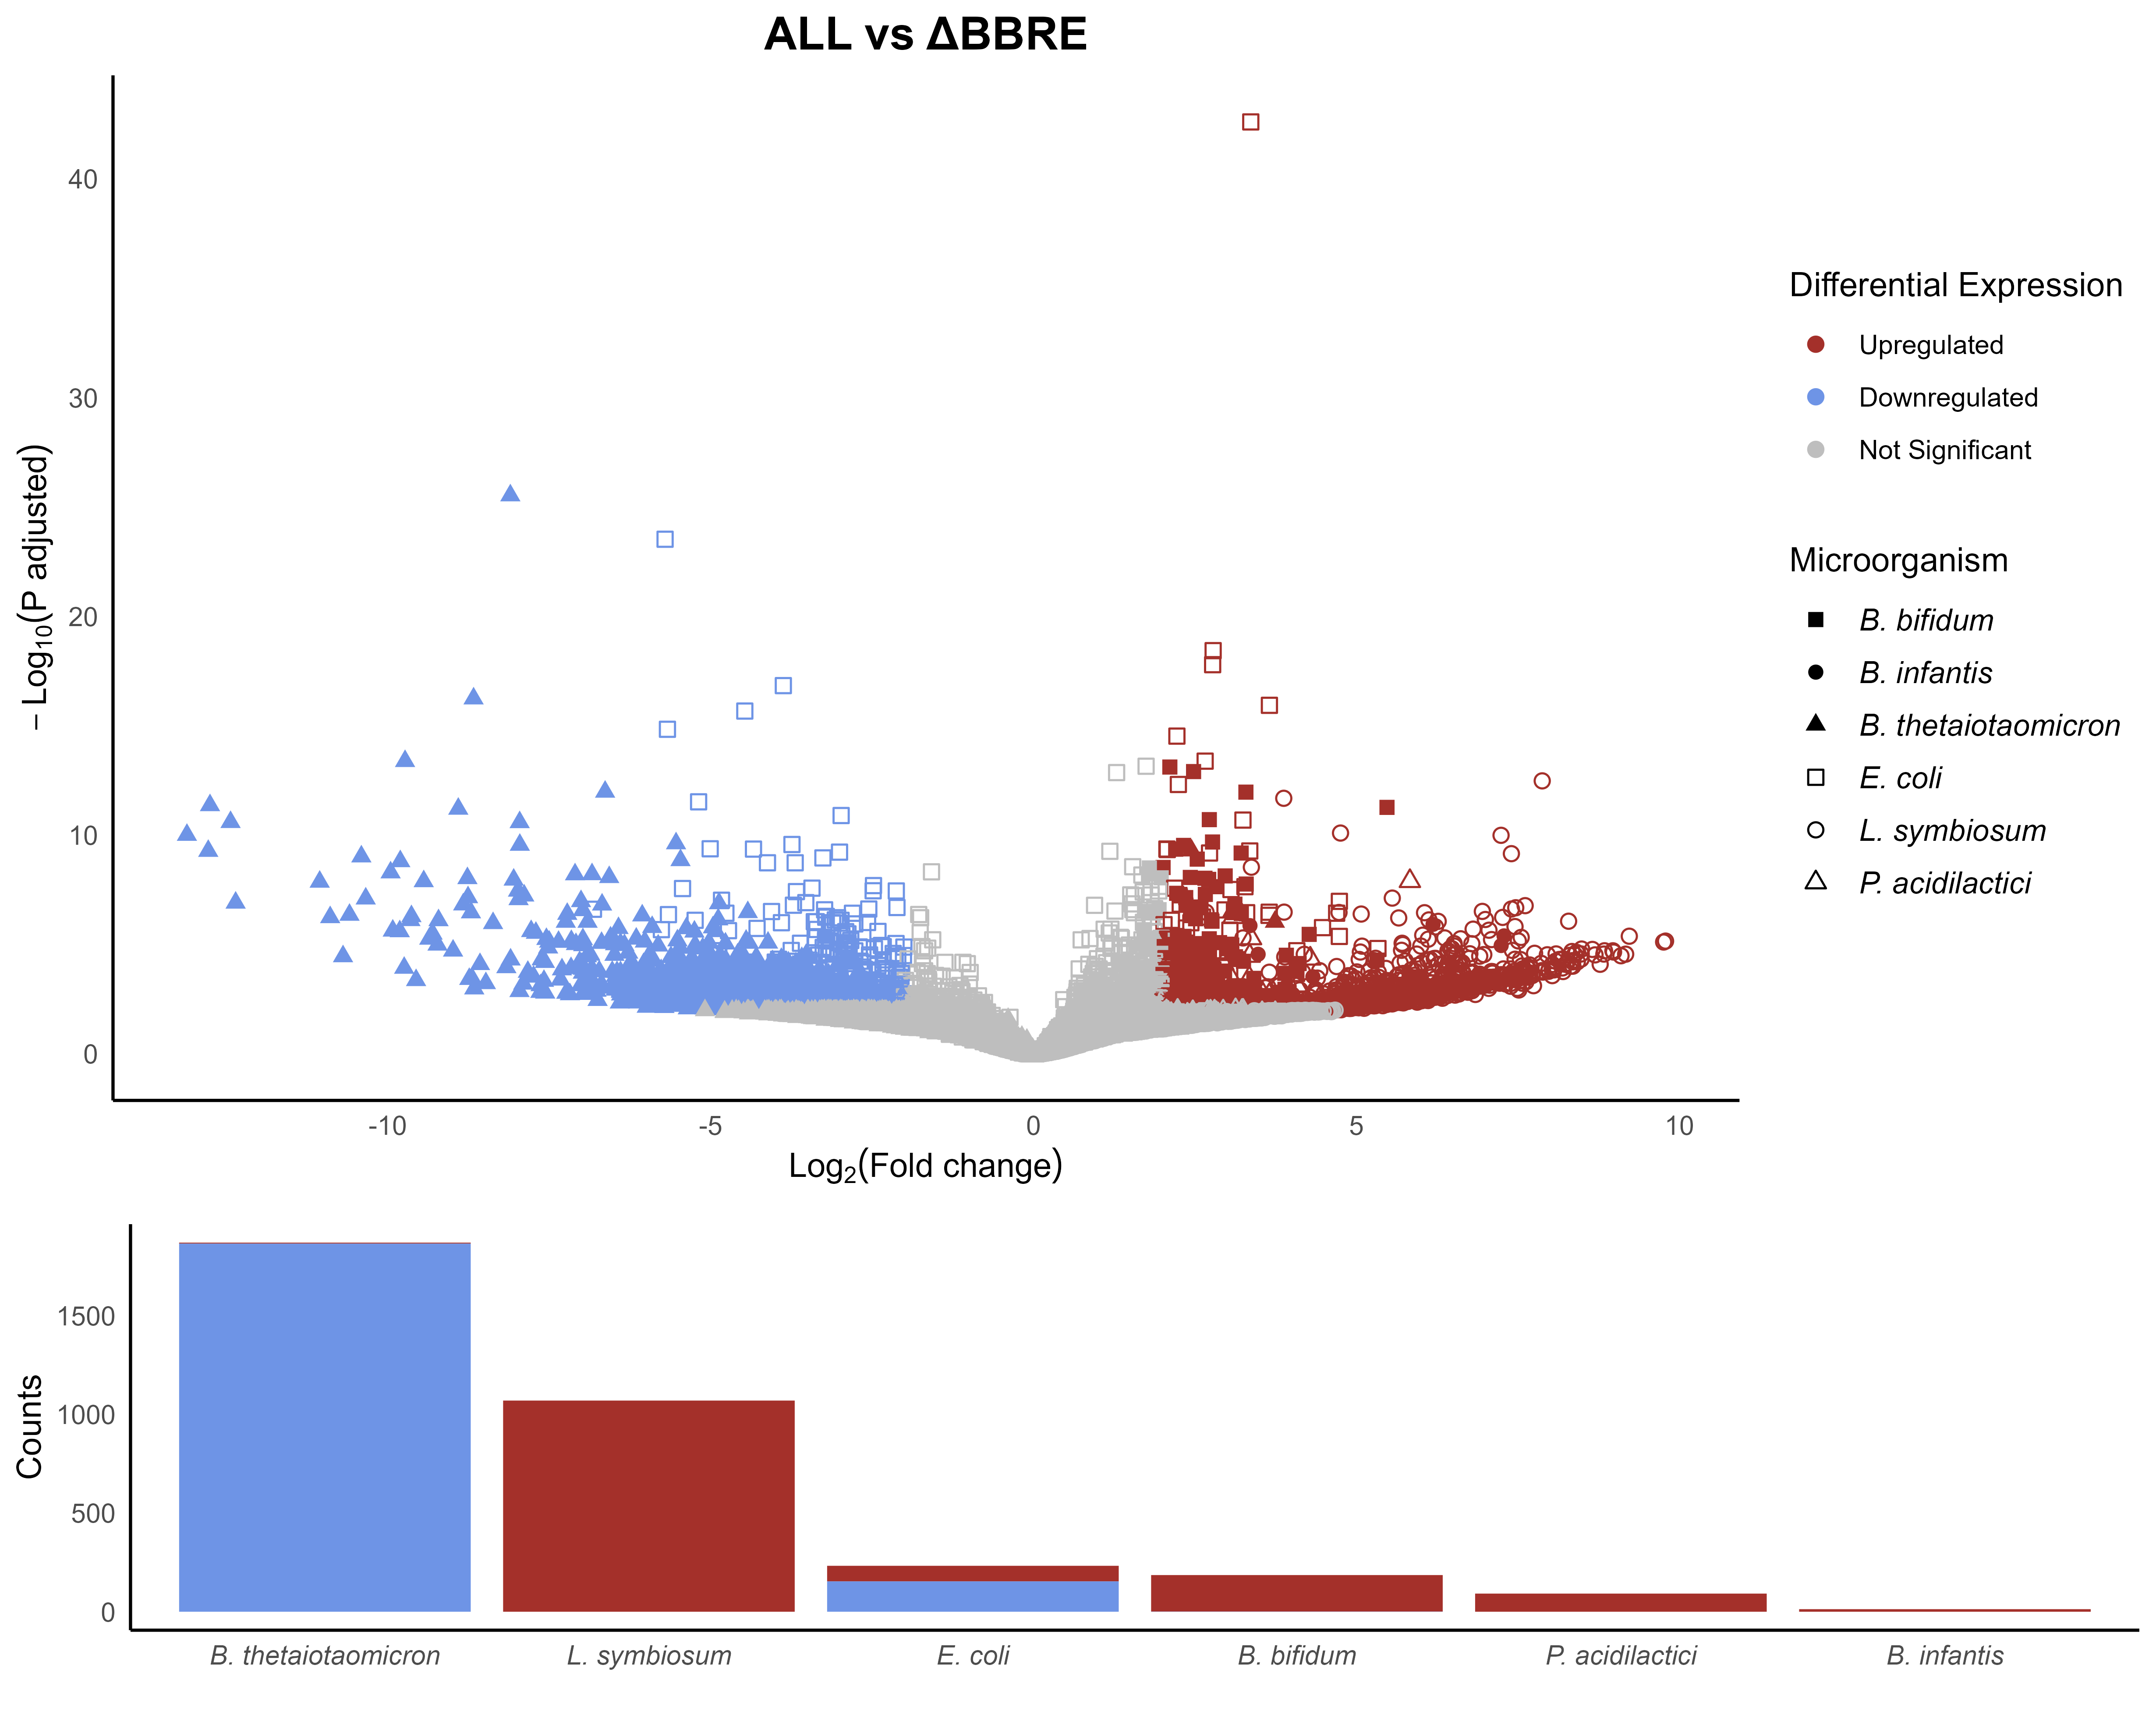 ALL vs ΔBBRE
− Log₁₀(P adjusted)
40
30
20
10
0
-10
-5
0
5
10
Log₂(Fold change)
Differential Expression
Upregulated
Downregulated
Not Significant
Microorganism
B. bifidum
B. infantis
B. thetaiotaomicron
E. coli
L. symbiosum
P. acidilactici
Counts
1500
1000
500
0
B. thetaiotaomicron
L. symbiosum
E. coli
B. bifidum
P. acidilactici
B. infantis